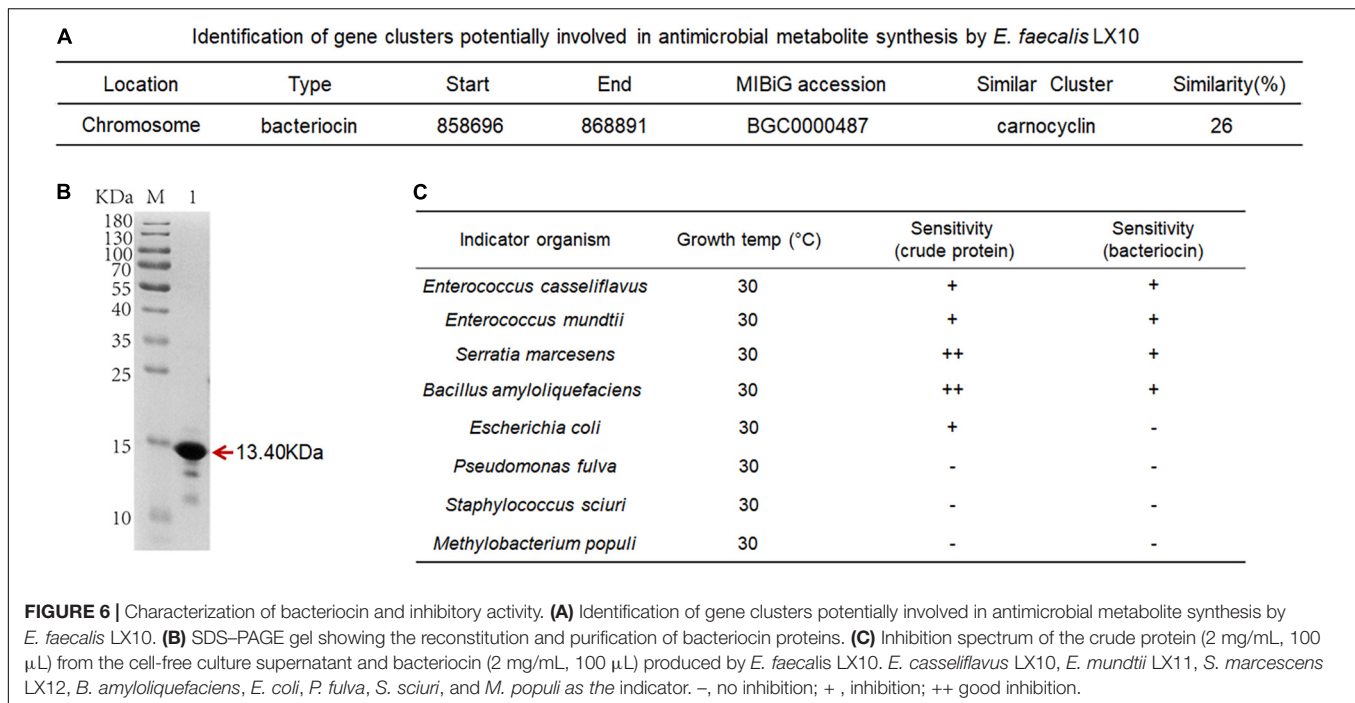 A
Identification of gene clusters potentially involved in antimicrobial metabolite synthesis by E. faecalis LX10
Location Type Start End MIBiG accession Similar Cluster Similarity(%)
Chromosome bacteriocin 858696 868891 BGC0000487 carnocyclin 26
B
KDa M 1
180
130
100
70
55
40
35
25
15
10
13.40KDa
C
Indicator organism Growth temp (°C) Sensitivity (crude protein) Sensitivity (bacteriocin)
Enterococcus casseliflavus 30 + +
Enterococcus mundtii 30 + +
Serratia marcesens 30 ++ +
Bacillus amyloliquefaciens 30 ++ +
Escherichia coli 30 + -
Pseudomonas fulva 30 - -
Staphylococcus sciuri 30 - -
Methylobacterium populi 30 - -
FIGURE 6 | Characterization of bacteriocin and inhibitory activity. (A) Identification of gene clusters potentially involved in antimicrobial metabolite synthesis by
E. faecalis LX10. (B) SDS–PAGE gel showing the reconstitution and purification of bacteriocin proteins. (C) Inhibition spectrum of the crude protein (2 mg/mL, 100
μL) from the cell-free culture supernatant and bacteriocin (2 mg/mL, 100 μL) produced by E. faecalis LX10. E. casseliflavus LX10, E. mundtii LX11, S. marcescens
LX12, B. amyloliquefaciens, E. coli, P. fulva, S. sciuri, and M. populi as the indicator. –, no inhibition; + , inhibition; ++ good inhibition.